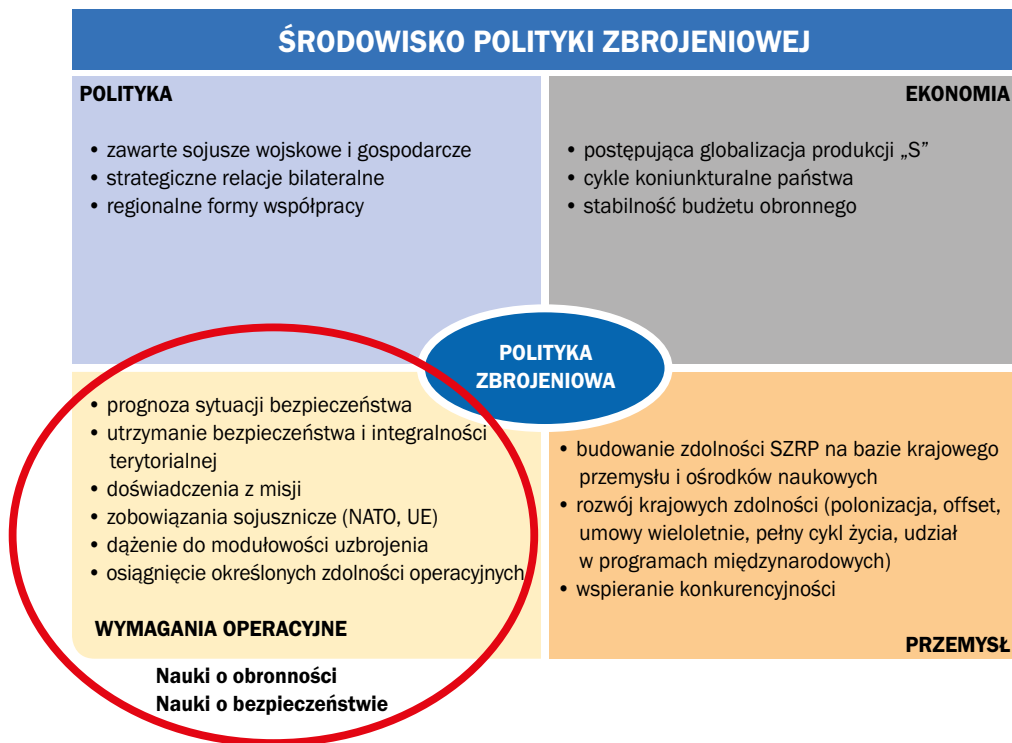 ŚRODOWISKO POLITYKI ZBROJENIOWEJ
POLITYKA
• zawarte sojusze wojskowe i gospodarcze
• strategiczne relacje bilateralne
• regionalne formy współpracy
EKONOMIA
• postępująca globalizacja produkcji „S”
• cykle koniunkturalne państwa
• stabilność budżetu obronnego
POLITYKA
ZBROJENIOWA
• prognoza sytuacji bezpieczeństwa
• utrzymanie bezpieczeństwa i integralności
terytorialnej
• doświadczenia z misji
• zobowiązania sojusznicze (NATO, UE)
• dążenie do modułowości uzbrojenia
• osiągnięcie określonych zdolności operacyjnych
WYMAGANIA OPERACYJNE
• budowanie zdolności SZRP na bazie krajowego
przemysłu i ośrodków naukowych
• rozwój krajowych zdolności (polonizacja, offset,
umowy wieloletnie, pełny cykl życia, udział
w programach międzynarodowych)
• wspieranie konkurencyjności
PRZEMYSŁ
Nauki o obronności
Nauki o bezpieczeństwie